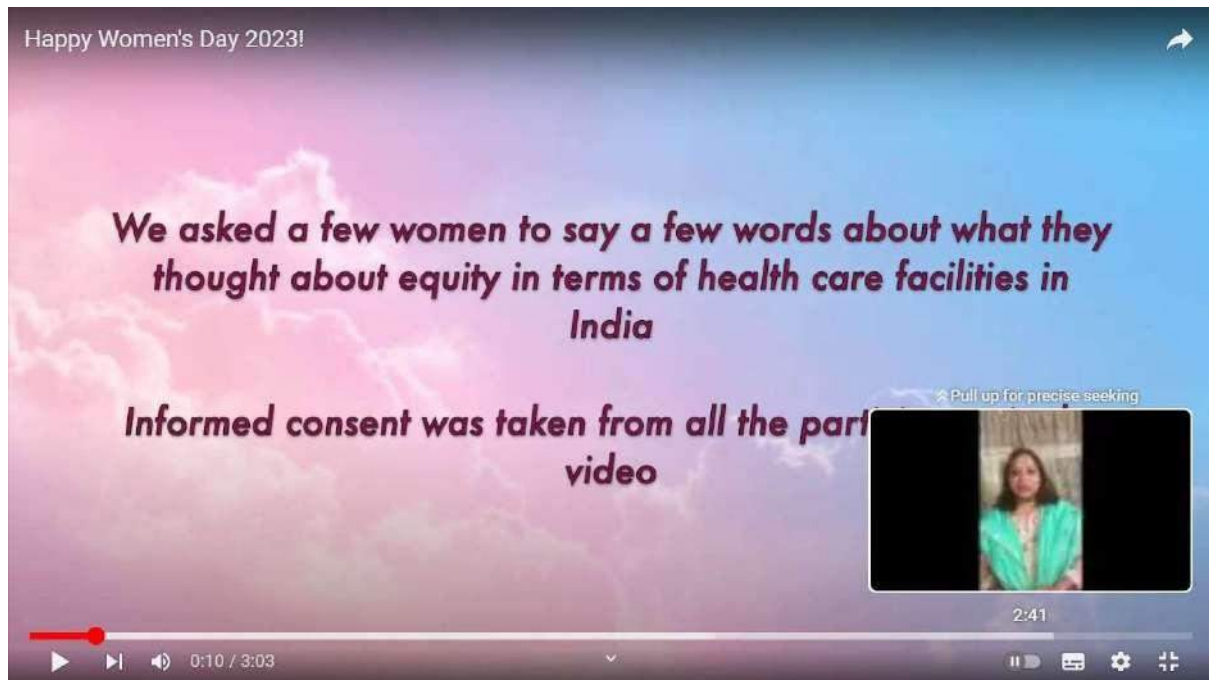 Happy Women's Day 2023!
We asked a few women to say a few words about what they
thought about equity in terms of health care facilities in
India
Pull up for precise seeking
Informed consent was taken from all the
video
2:41
0:10 / 3:03